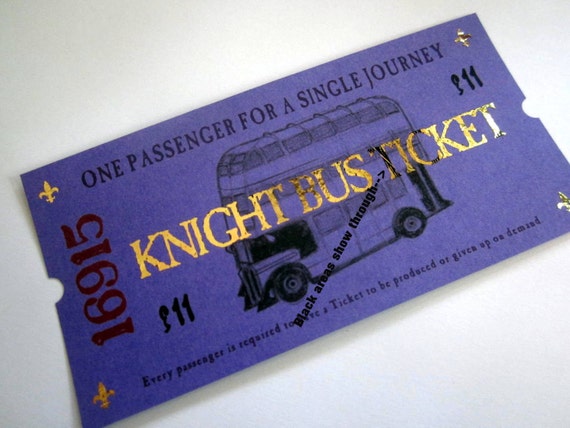 ONE PASSENGER FOR A SINGLE JOURNEY
£11
KNIGHT BUS TICKET
16915
£11
Black areas show through->
Every passenger is required to have a Ticket to be produced or given up on demand